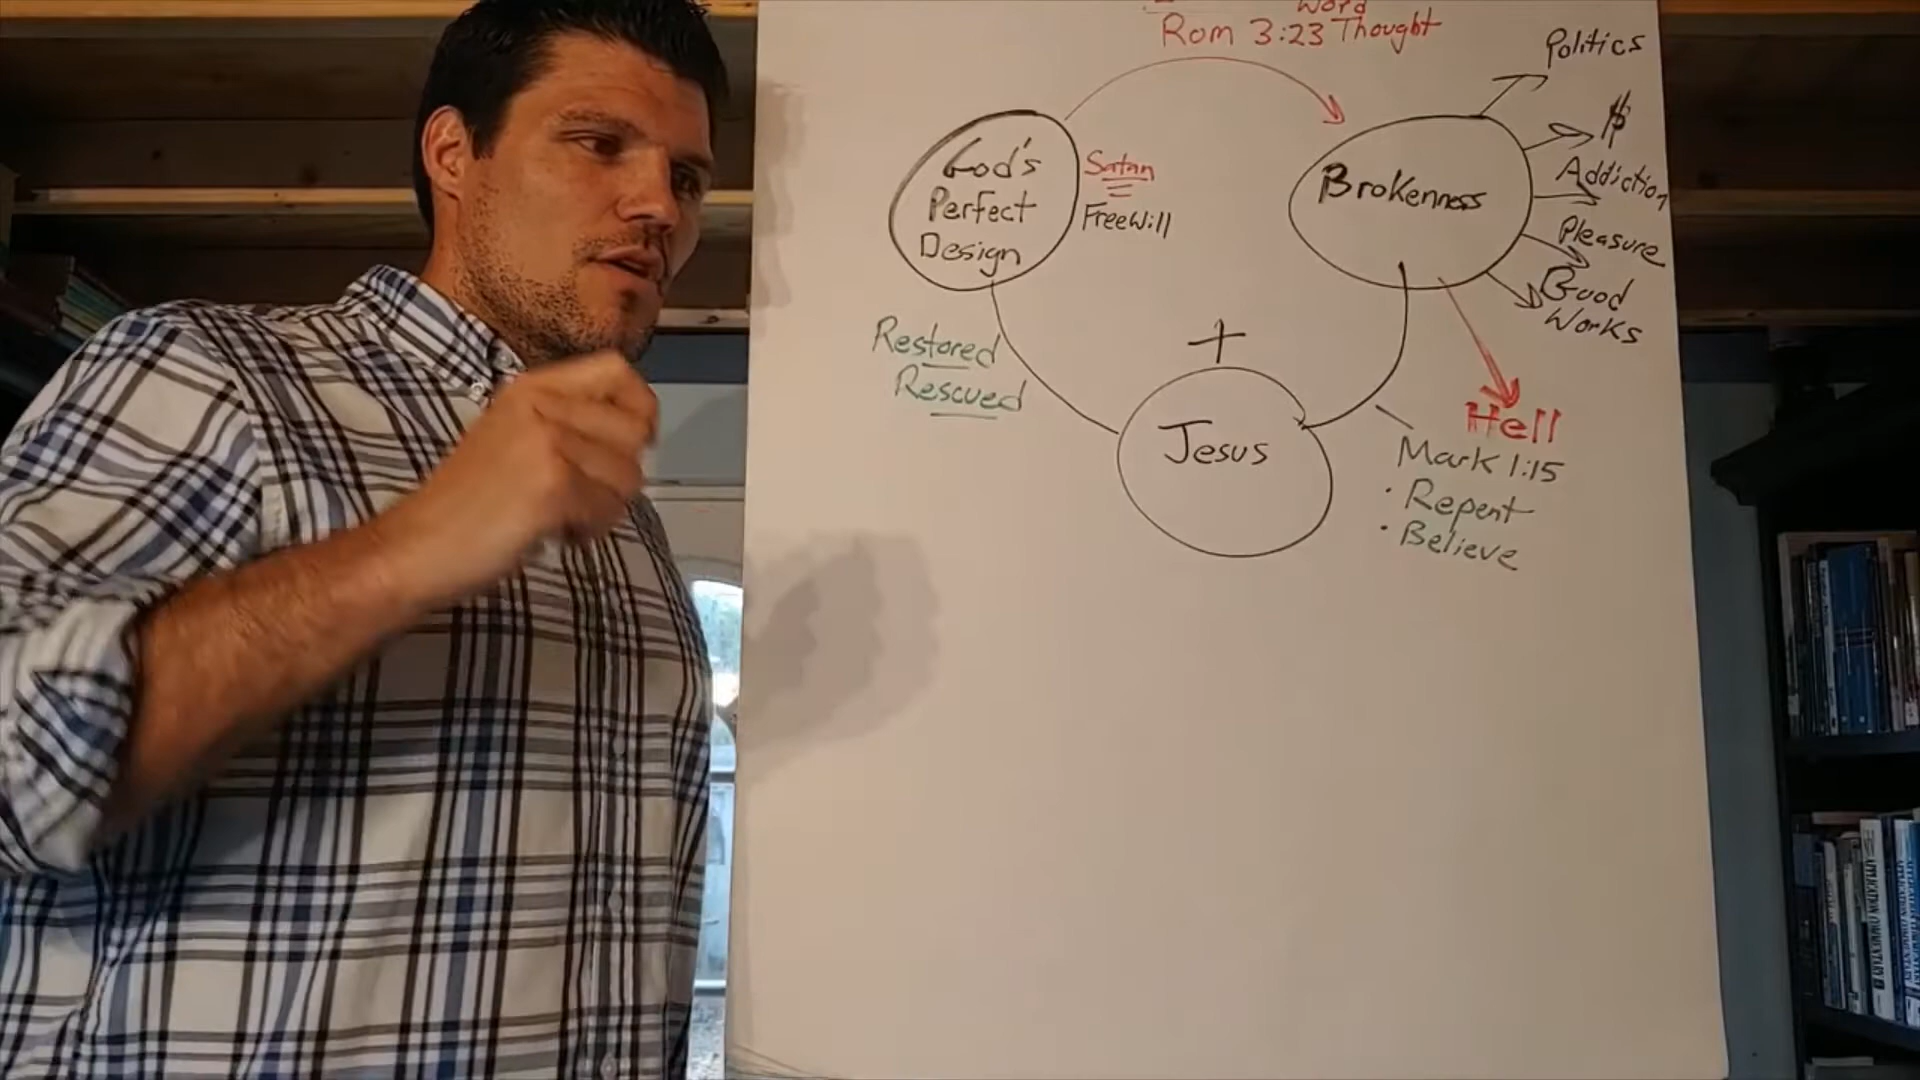 Word
Rom 3:23 Thought
Politics
$
Addiction
Pleasure
Good
Works
God's
Perfect
Design
Satan
FreeWill
Brokenness
Restored
Rescued
Jesus
Hell
Mark 1:15
• Repent
• Believe